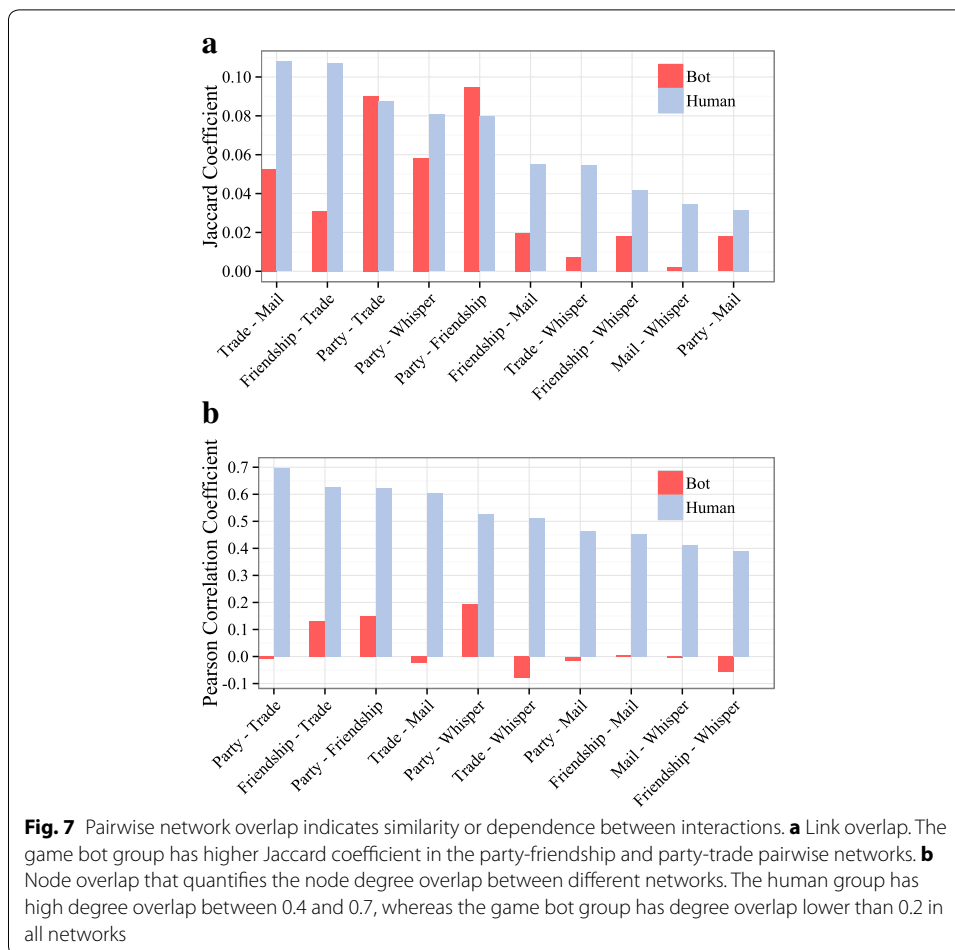 a
Jaccard Coefficient
0.10
0.08
0.06
0.04
0.02
0.00
Bot
Human
Trade - Mail
Friendship - Trade
Party - Trade
Party - Whisper
Party - Friendship
Friendship - Mail
Trade - Whisper
Friendship - Whisper
Mail - Whisper
Party - Mail
b
Pearson Correlation Coefficient
0.7
0.6
0.5
0.4
0.3
0.2
0.1
0.0
-0.1
Bot
Human
Party - Trade
Friendship - Trade
Party - Friendship
Trade - Mail
Party - Whisper
Trade - Whisper
Party - Mail
Friendship - Mail
Mail - Whisper
Friendship - Whisper
Fig. 7 Pairwise network overlap indicates similarity or dependence between interactions. a Link overlap. The
game bot group has higher Jaccard coefficient in the party-friendship and party-trade pairwise networks. b
Node overlap that quantifies the node degree overlap between different networks. The human group has
high degree overlap between 0.4 and 0.7, whereas the game bot group has degree overlap lower than 0.2 in
all networks